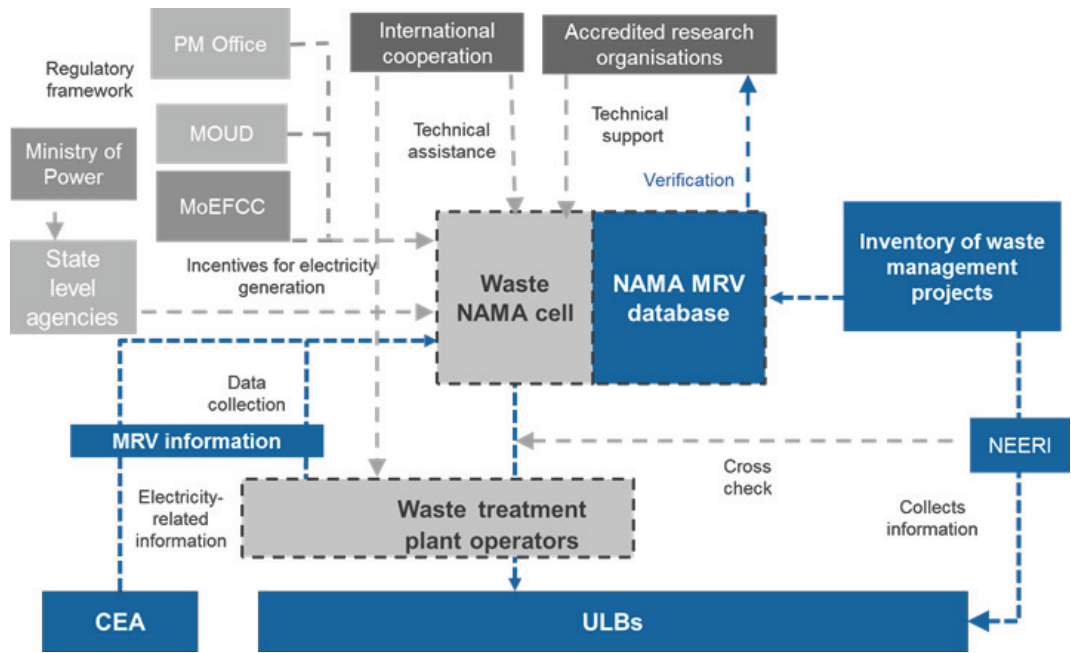 PM Office
International
cooperation
Accredited research
organisations
Regulatory
framework
MOUD
Technical
assistance
Technical
support
Ministry of
Power
Verification
MoEFCC
State
level
agencies
Incentives for electricity
generation
Waste
NAMA cell
NAMA MRV
database
Inventory of waste
management
projects
Data
collection
MRV information
NEERI
Cross
check
Electricity-
related
information
Waste treatment
plant operators
Collects
information
CEA
ULBs